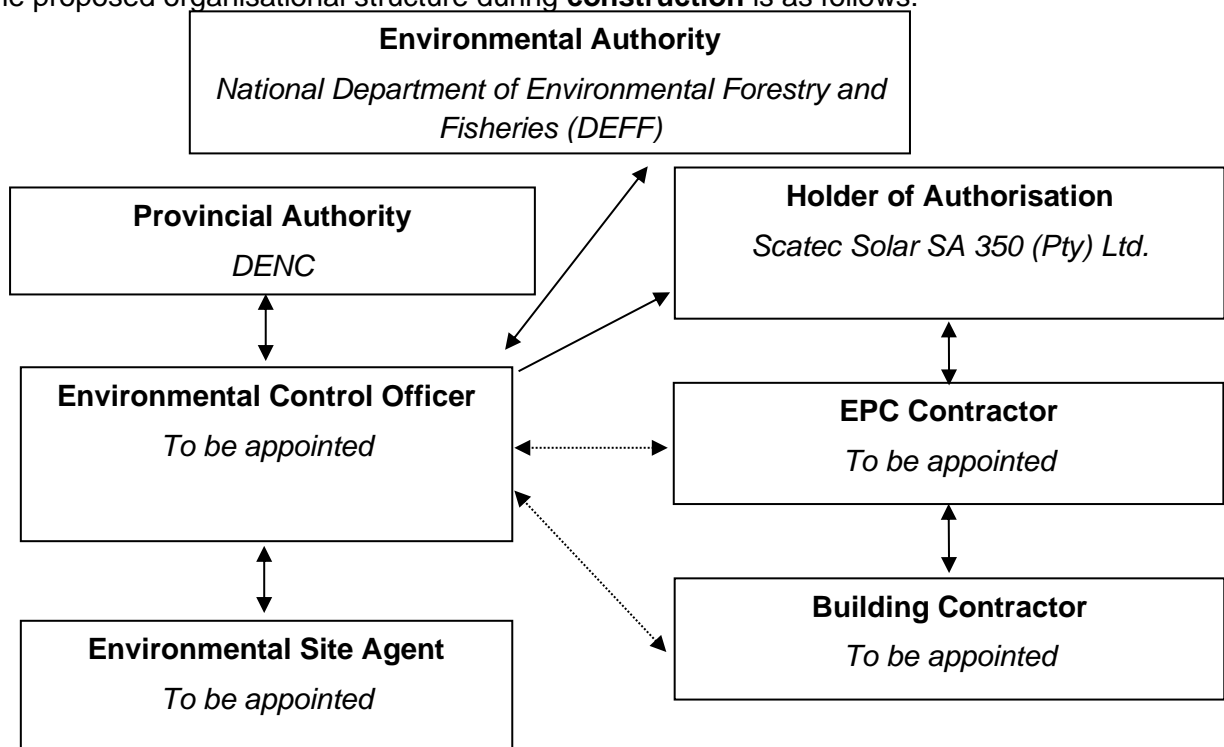 ne proposed organisational structure during construction is as follows:
Environmental Authority
National Department of Environmental Forestry and
Fisheries (DEFF)
Provincial Authority
DENC
Holder of Authorisation
Scatec Solar SA 350 (Pty) Ltd.
Environmental Control Officer
To be appointed
EPC Contractor
To be appointed
Environmental Site Agent
To be appointed
Building Contractor
To be appointed